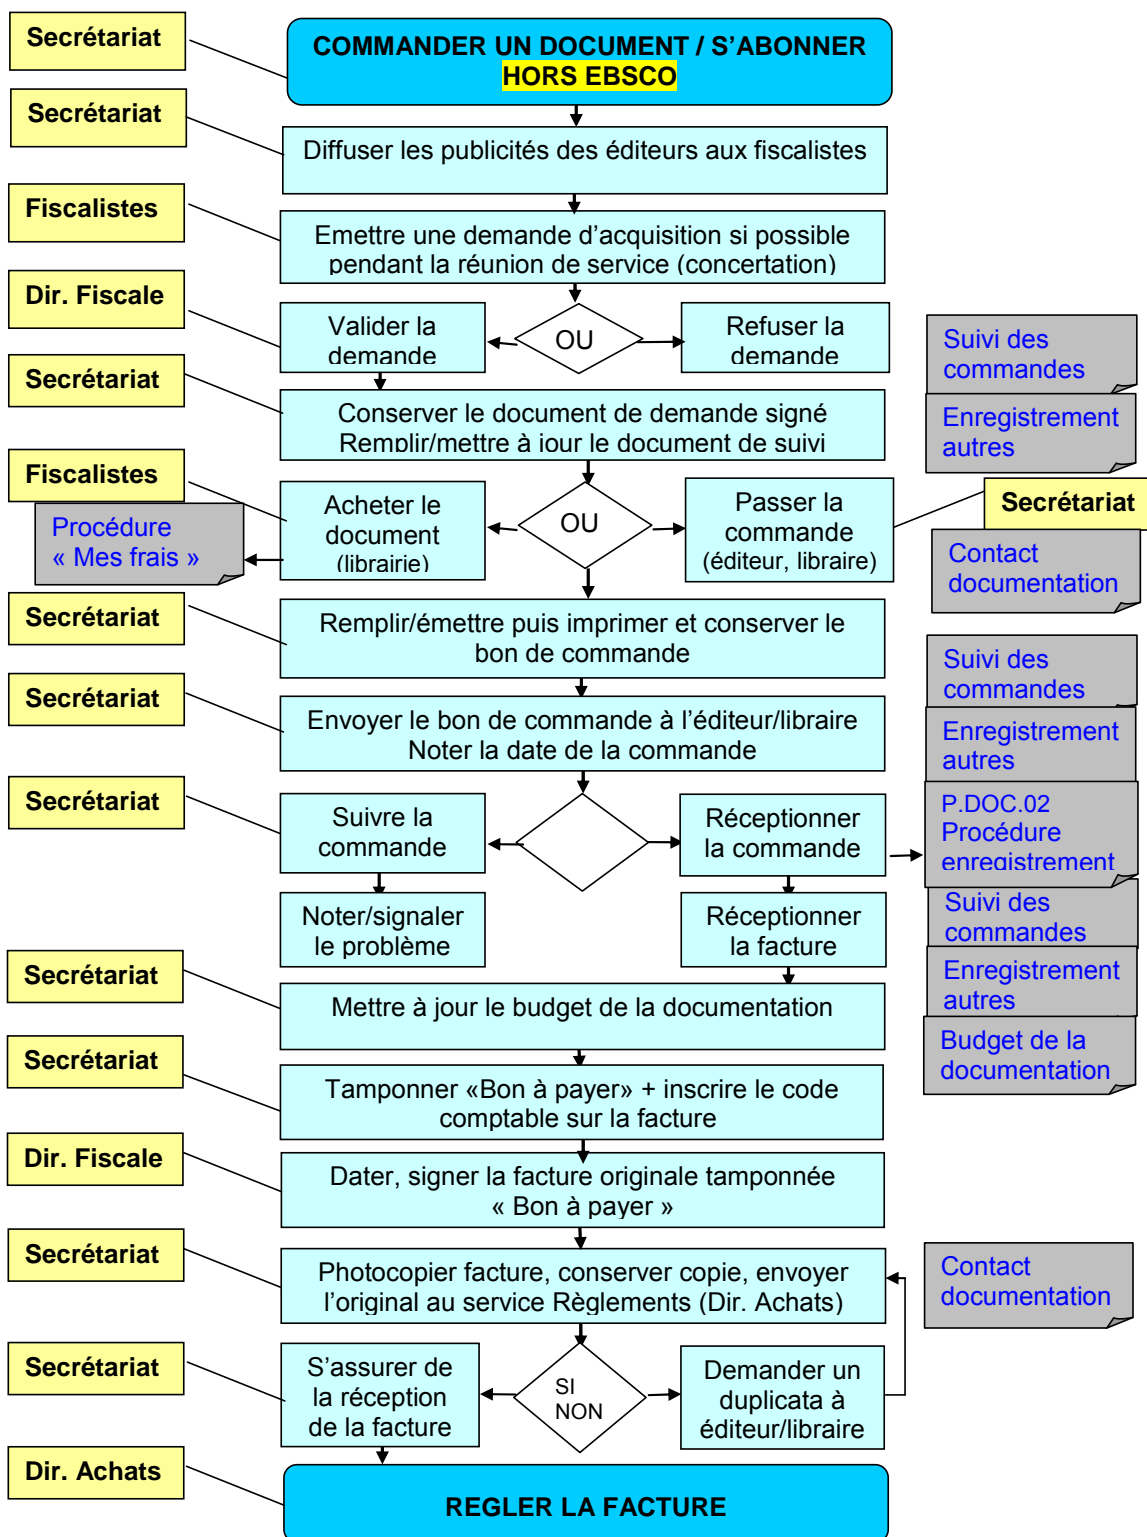 Secrétariat
COMMANDER UN DOCUMENT / S’ABONNER
HORS EBSCO
Secrétariat
Diffuser les publicités des éditeurs aux fiscalistes
Fiscalistes
Emettre une demande d’acquisition si possible
pendant la réunion de service (concertation)
Dir. Fiscale
Valider la
demande
OU
Refuser la
demande
Suivi des
commandes
Secrétariat
Conserver le document de demande signé
Remplir/mettre à jour le document de suivi
Enregistrement
autres
Fiscalistes
Acheter le
document
(librairie)
OU
Passer la
commande
(éditeur, libraire)
Secrétariat
Procédure
« Mes frais »
Contact
documentation
Secrétariat
Remplir/émettre puis imprimer et conserver le
bon de commande
Suivi des
commandes
Secrétariat
Envoyer le bon de commande à l’éditeur/libraire
Noter la date de la commande
Enregistrement
autres
Secrétariat
Suivre la
commande
Réceptionner
la commande
P.DOC.02
Procédure
enregistrement
Noter/signaler
le problème
Réceptionner
la facture
Suivi des
commandes
Secrétariat
Mettre à jour le budget de la documentation
Enregistrement
autres
Budget de la
documentation
Secrétariat
Tamponner «Bon à payer» + inscrire le code
comptable sur la facture
Dir. Fiscale
Dater, signer la facture originale tamponnée
« Bon à payer »
Secrétariat
Photocopier facture, conserver copie, envoyer
l’original au service Règlements (Dir. Achats)
Contact
documentation
Secrétariat
S’assurer de
la réception
de la facture
SI
NON
Demander un
duplicata à
éditeur/libraire
Dir. Achats
REGLER LA FACTURE